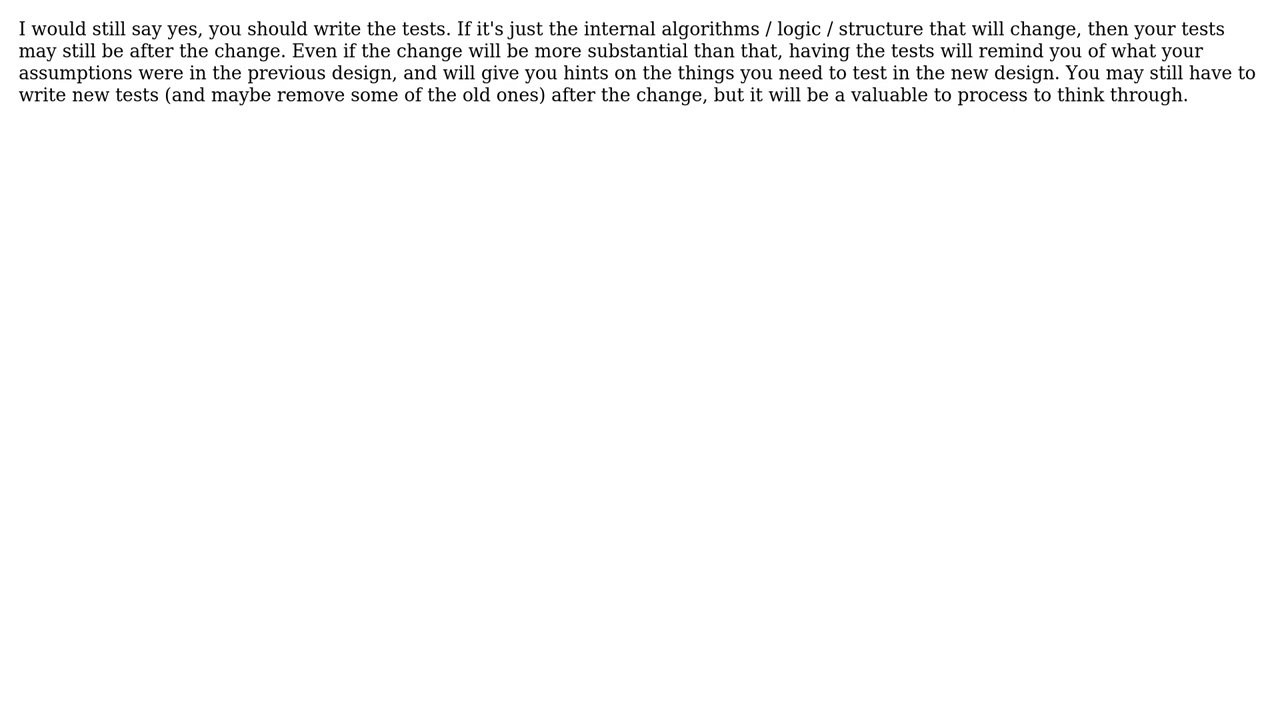 I would still say yes, you should write the tests. If it's just the internal algorithms / logic / structure that will change, then your tests
may still be after the change. Even if the change will be more substantial than that, having the tests will remind you of what your
assumptions were in the previous design, and will give you hints on the things you need to test in the new design. You may still have to
write new tests (and maybe remove some of the old ones) after the change, but it will be a valuable to process to think through.